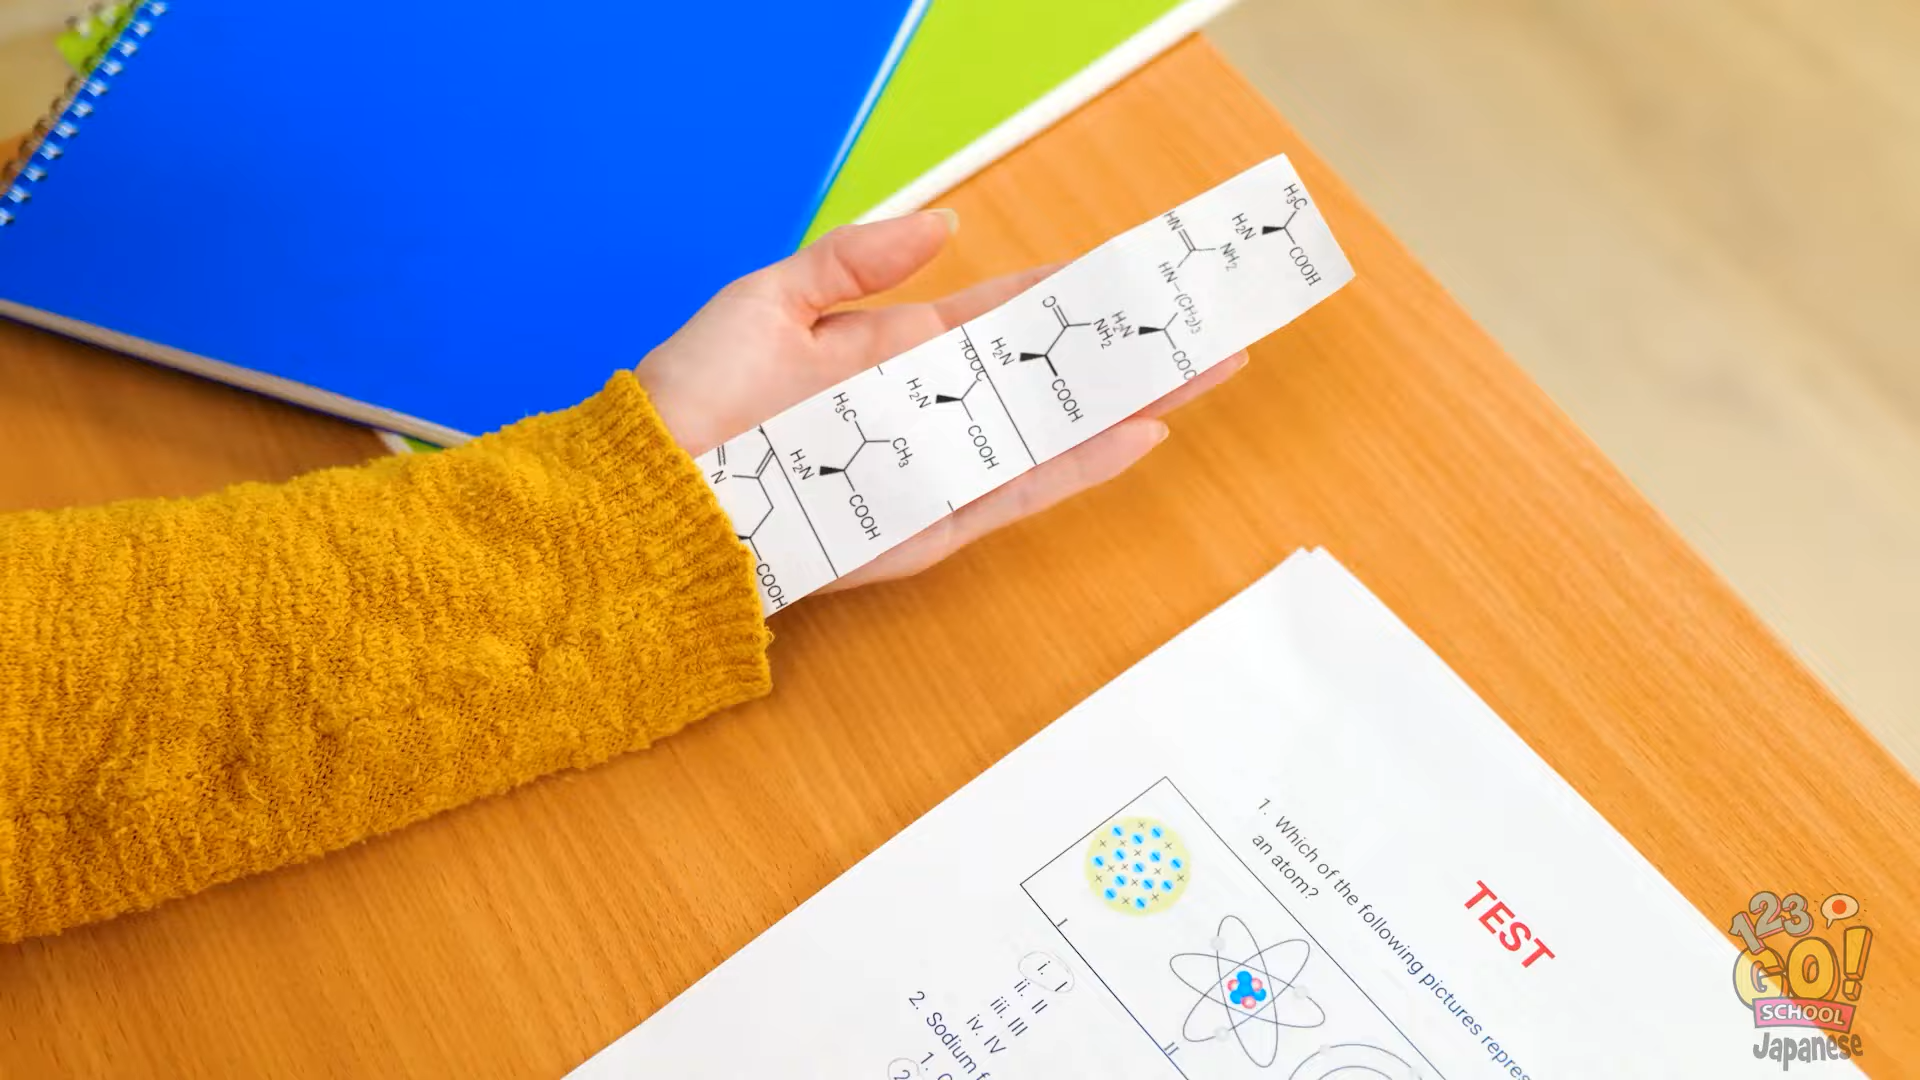 H₃C
H₂N
COOH
HN
NH₂
HN-(CH₂)₃
H₂N
COO
O
NH₂
H₂N
COOH
HOOC
H₂N
COOH
H₃C
CH₃
H₂N
COOH
N
COOH
TEST
1. Which of the following pictures repres
an atom?
I
II
i. I
ii. II
iii. III
iv. IV
2. Sodium f
1.
2
123
GO!
SCHOOL
Japanese